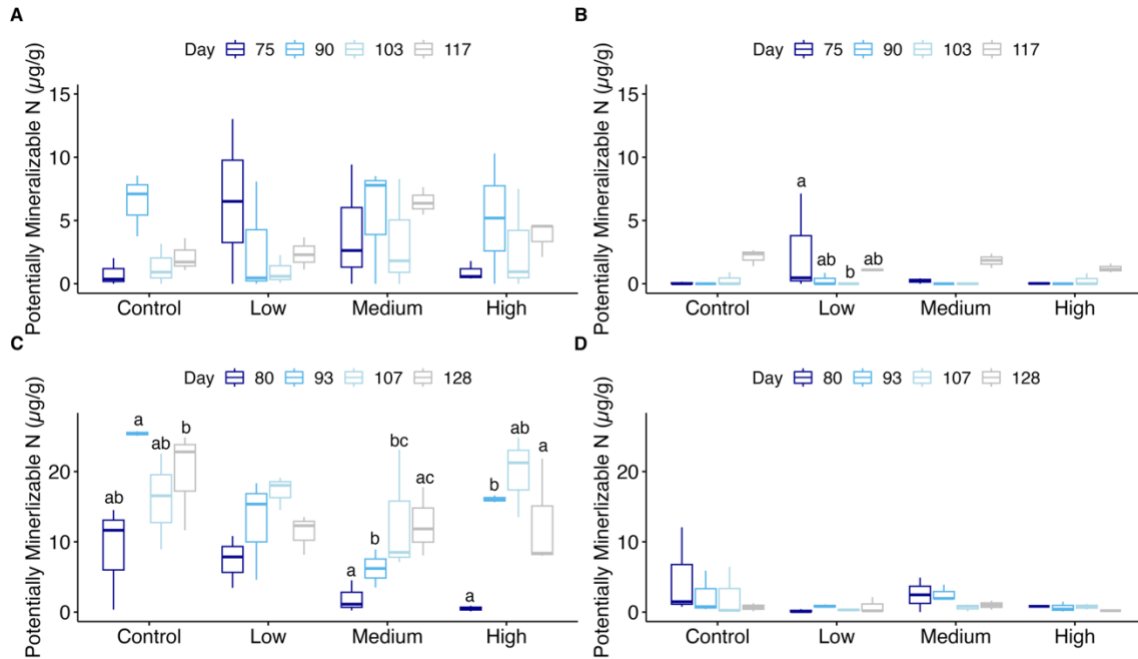 A
Day 75 90 103 117
Potentially Mineralizable N (µg/g)
15
10
5
0
Control Low Medium High
B
Day 75 90 103 117
Potentially Mineralizable N (µg/g)
15
10
5
0
a
ab
b
ab
Control Low Medium High
C
Day 80 93 107 128
Potentially Minerlizable N (µg/g)
20
10
0
ab
a
ab
b
a
b
bc
ac
a
b
ab
a
Control Low Medium High
D
Day 80 93 107 128
Potentially Minerlizable N (µg/g)
20
10
0
Control Low Medium High